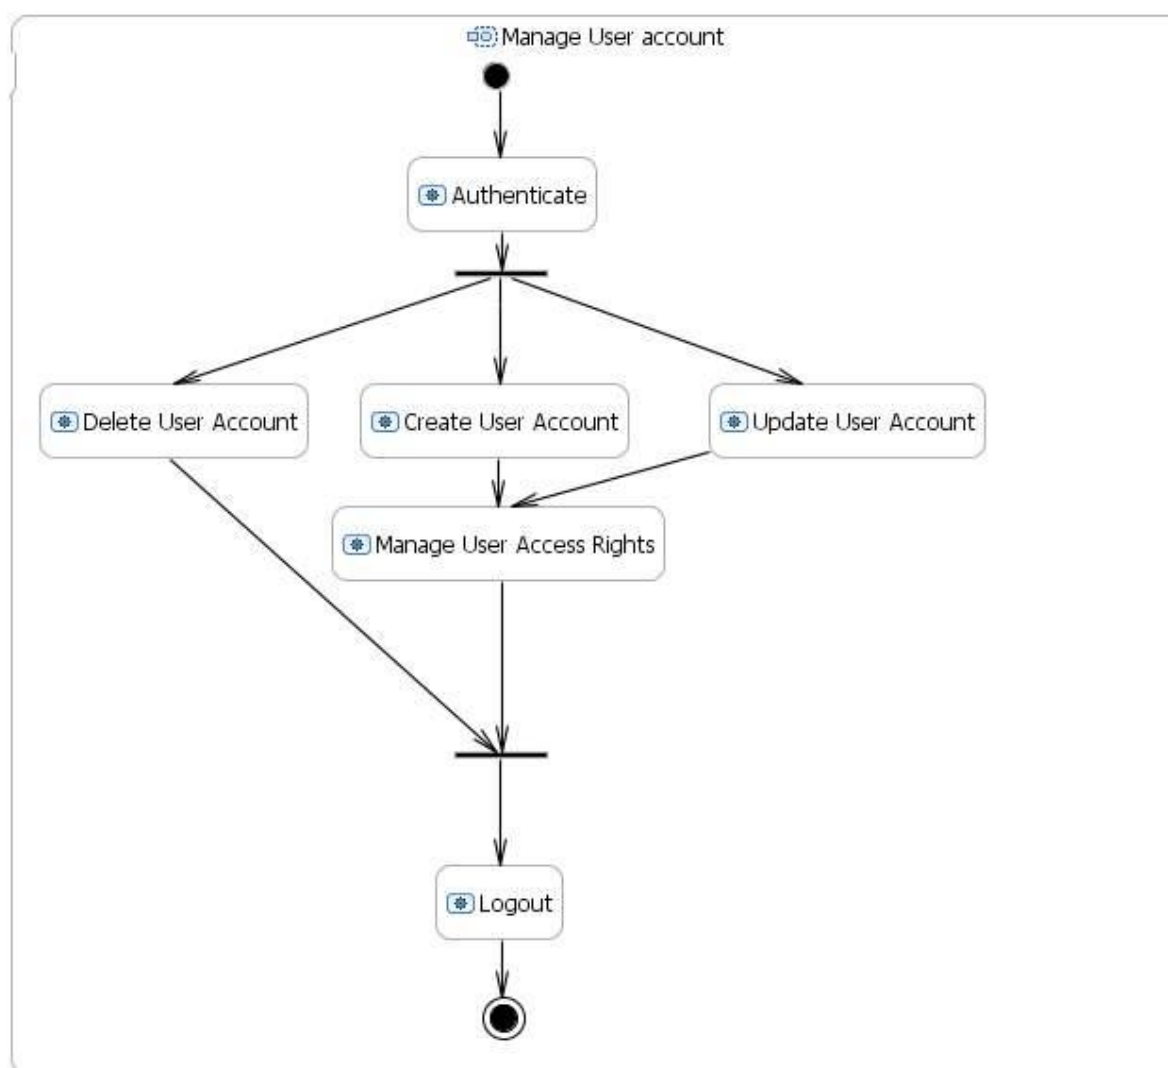 Manage User account
Authenticate
Delete User Account
Create User Account
Update User Account
Manage User Access Rights
Logout